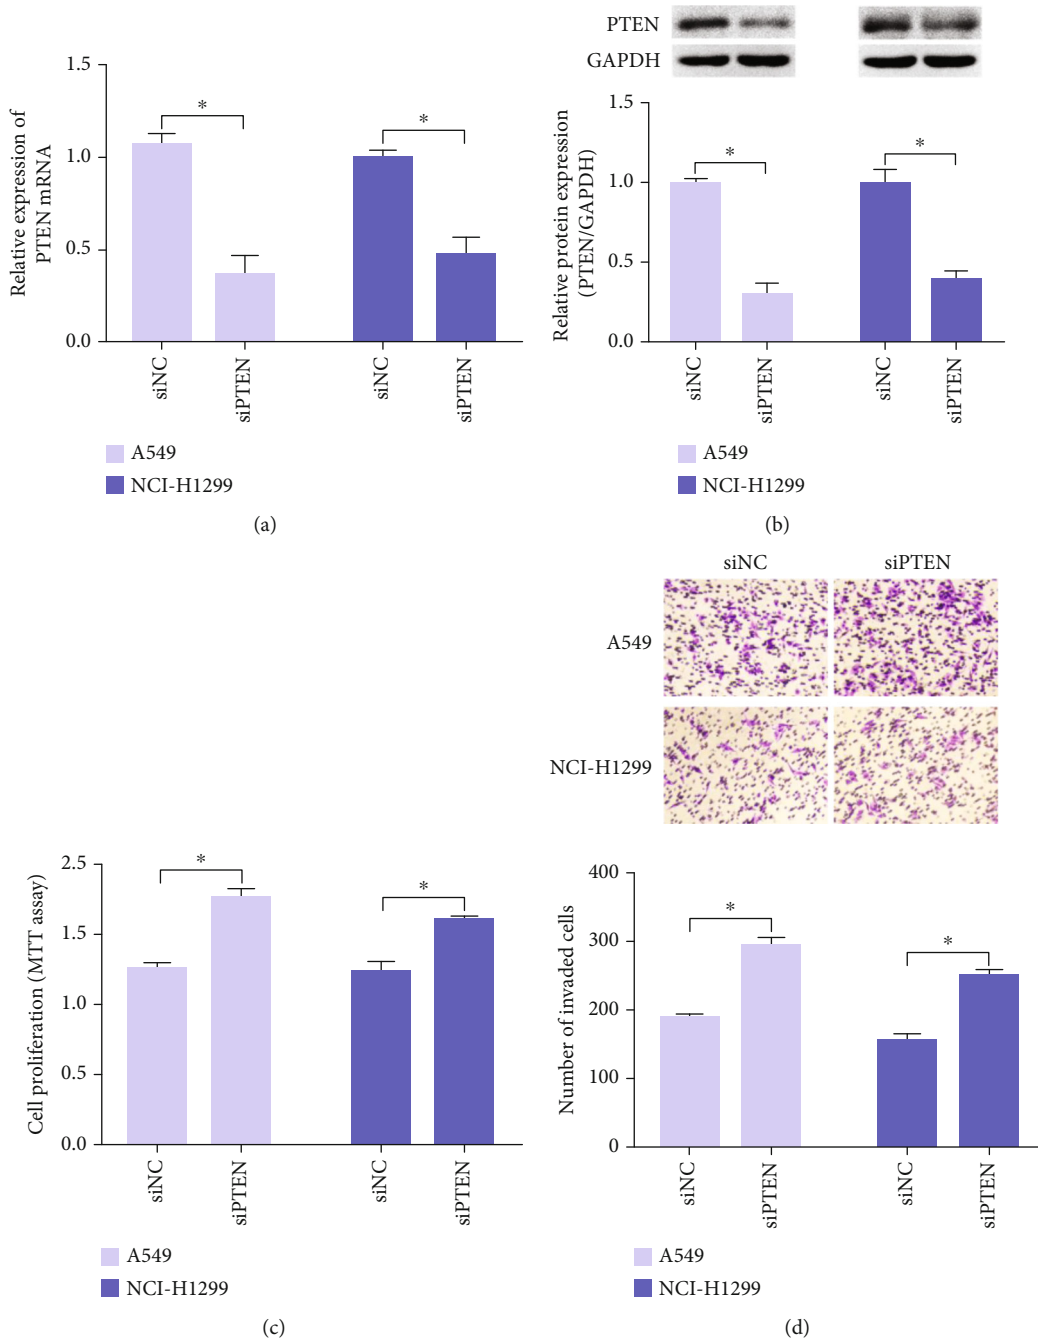 Relative expression of
PTEN mRNA
1.5
1.0
0.5
0.0
*
*
siNC
siPTEN
siNC
siPTEN
A549
NCI-H1299
(a)
PTEN
GAPDH
Relative protein expression
(PTEN/GAPDH)
1.5
1.0
0.5
0.0
*
*
siNC
siPTEN
siNC
siPTEN
A549
NCI-H1299
(b)
Cell proliferation (MTT assay)
2.5
1.5
1.0
0.5
0.0
*
*
siNC
siPTEN
siNC
siPTEN
A549
NCI-H1299
(c)
siNC
siPTEN
A549
NCI-H1299
Number of invaded cells
400
300
200
100
0
*
*
siNC
siPTEN
siNC
siPTEN
A549
NCI-H1299
(d)